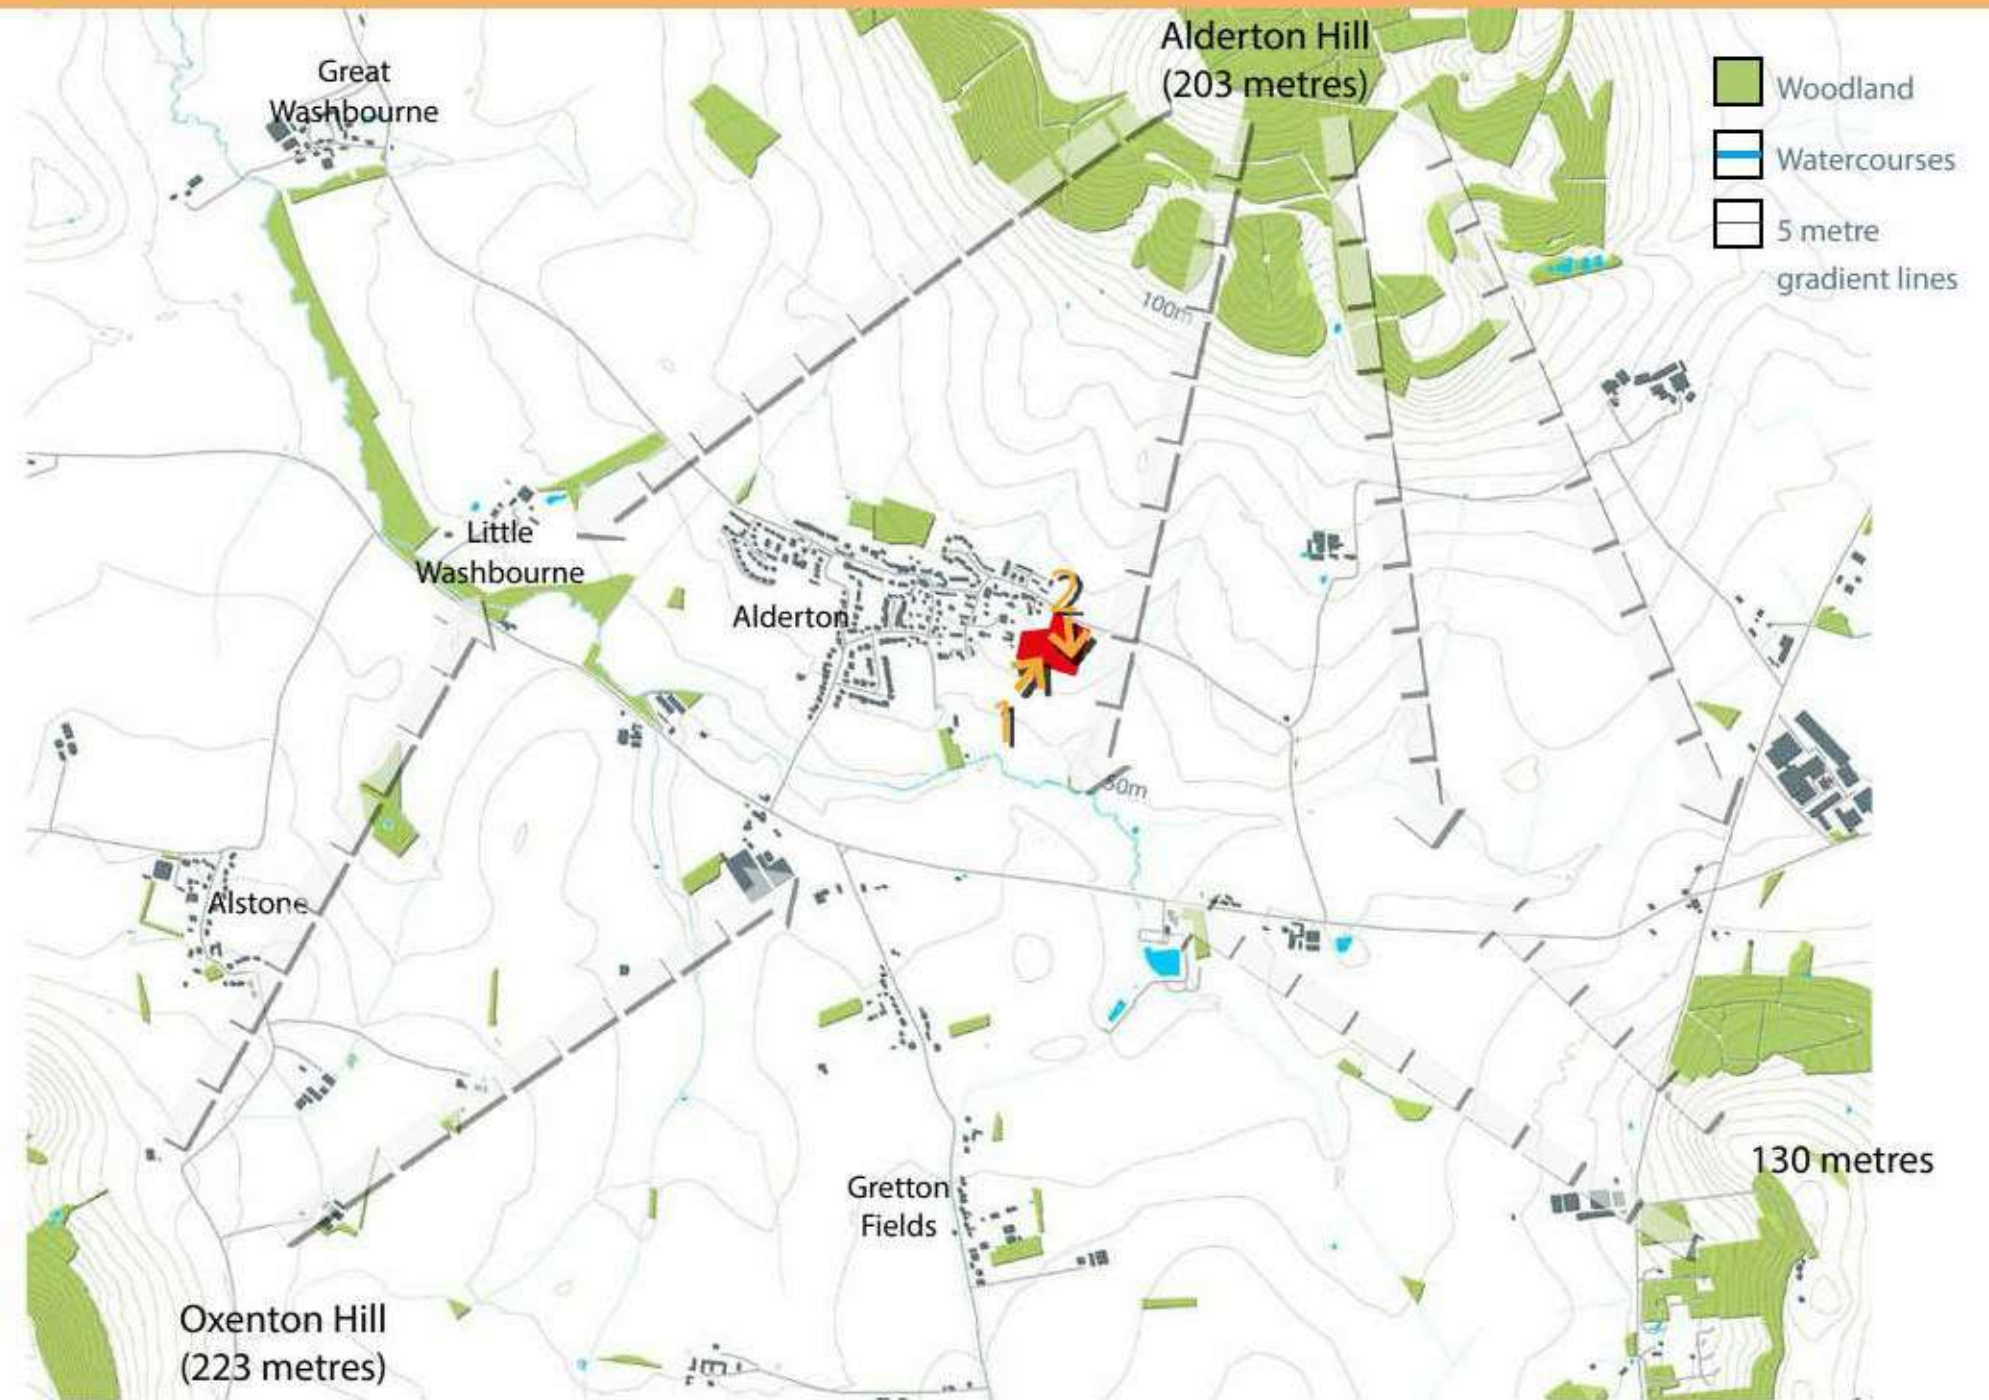 Alderton Hill
(203 metres)
Great
Washbourne
Woodland
Watercourses
5 metre
gradient lines
100m
Little
Washbourne
Alderton
2
1
50m
Alstone
130 metres
Gretton
Fields
Oxenton Hill
(223 metres)